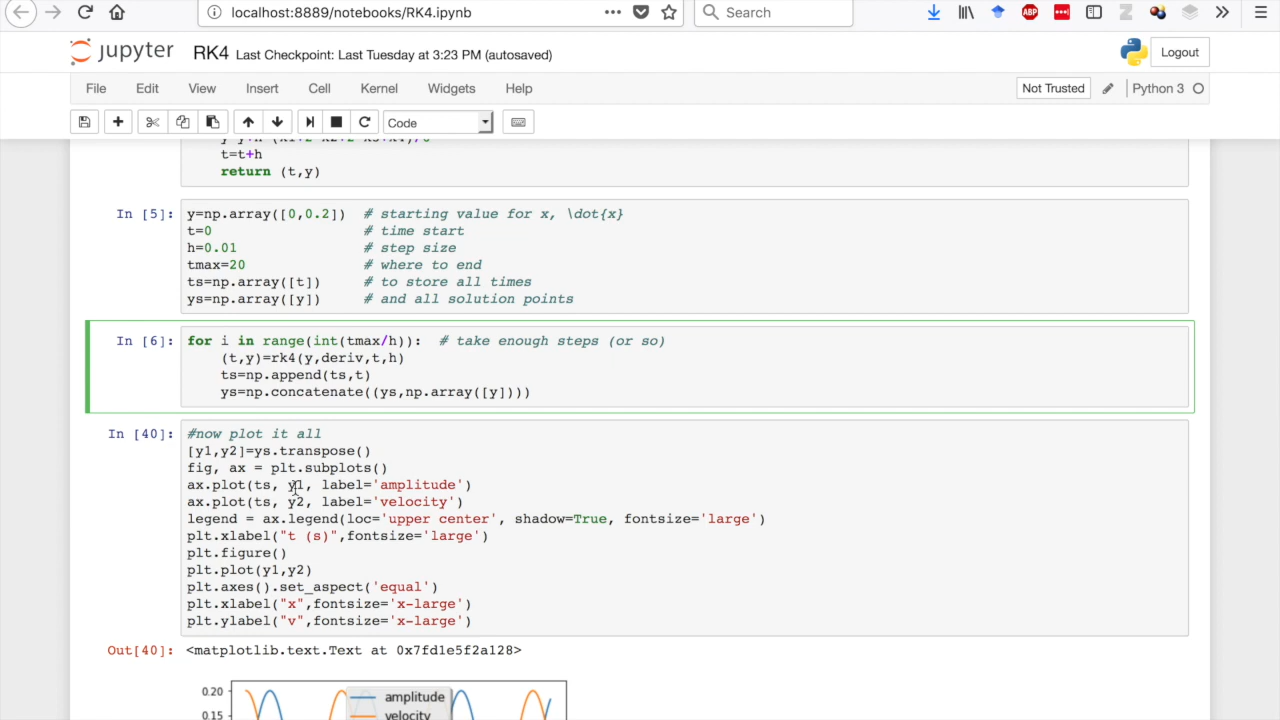 localhost:8889/notebooks/RK4.ipynb
Search
ABP
jupyter RK4 Last Checkpoint: Last Tuesday at 3:23 PM (autosaved)
Logout
File Edit View Insert Cell Kernel Widgets Help
Not Trusted Python 3
Code
t=t+h
return (t,y)
In [5]: y=np.array([0,0.2]) # starting value for x, \dot{x}
t=0 # time start
h=0.01 # step size
tmax=20 # where to end
ts=np.array([t]) # to store all times
ys=np.array([y]) # and all solution points
In [6]: for i in range(int(tmax/h)): # take enough steps (or so)
(t,y)=rk4(y,deriv,t,h)
ts=np.append(ts,t)
ys=np.concatenate((ys,np.array([y])))
In [40]: #now plot it all
[y1,y2]=ys.transpose()
fig, ax = plt.subplots()
ax.plot(ts, y1, label='amplitude')
ax.plot(ts, y2, label='velocity')
legend = ax.legend(loc='upper center', shadow=True, fontsize='large')
plt.xlabel("t (s)",fontsize='large')
plt.figure()
plt.plot(y1,y2)
plt.axes().set_aspect('equal')
plt.xlabel("x",fontsize='x-large')
plt.ylabel("v",fontsize='x-large')
Out[40]: <matplotlib.text.Text at 0x7fd1e5f2a128>
0.20 amplitude
0.15 velocity